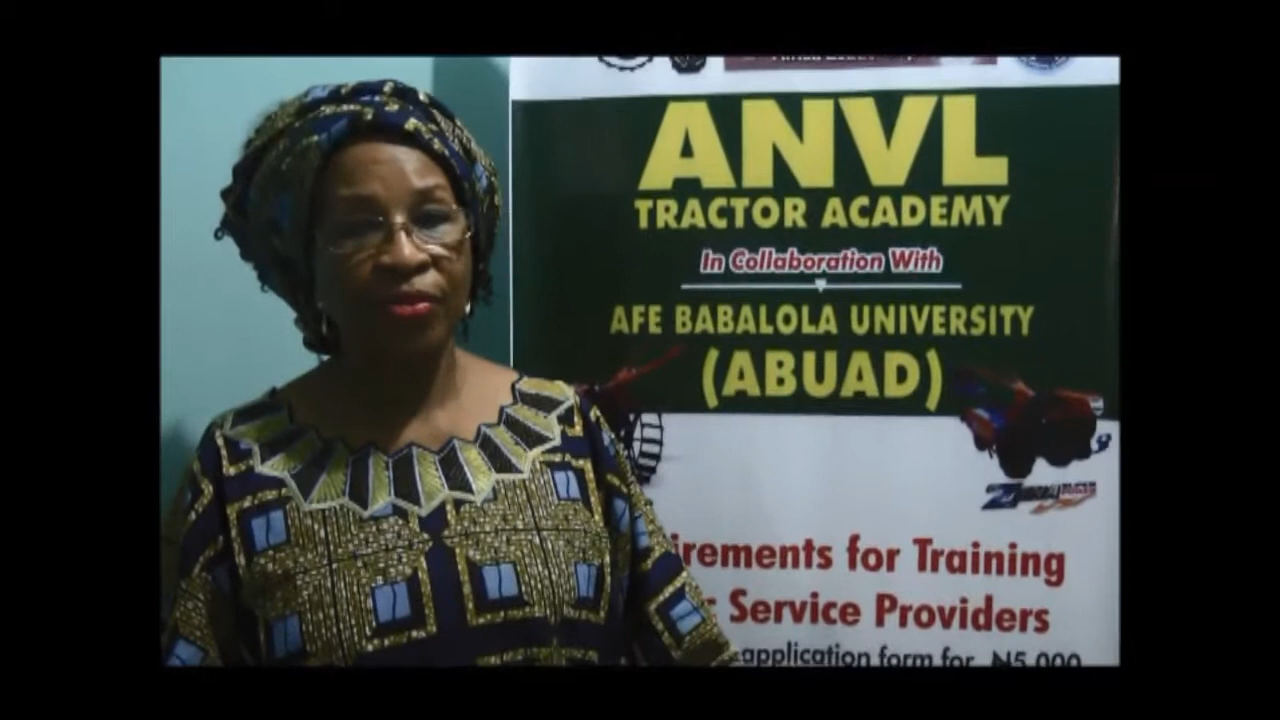 ANVL
TRACTOR ACADEMY
In Collaboration With
AFE BABALOLA UNIVERSITY
(ABUAD)
irements for Training
Service Providers
application form for ₦5,000